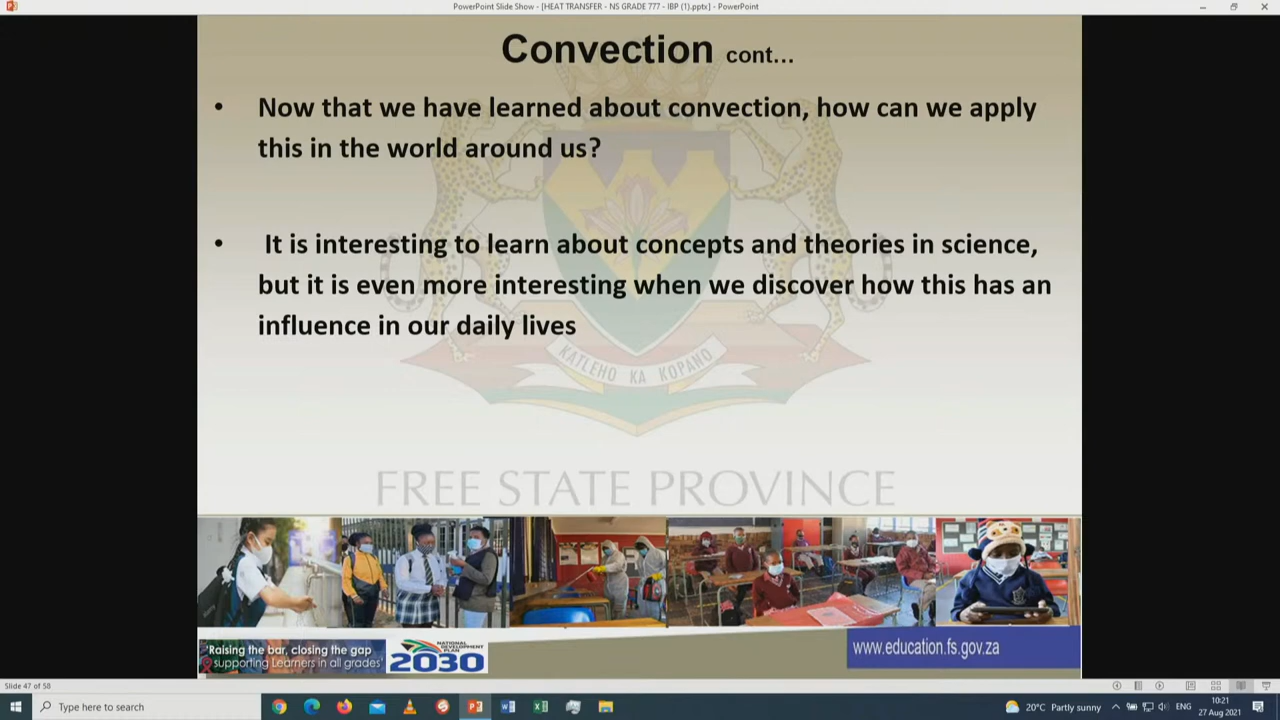 PowerPoint Slide Show - [HEAT TRANSFER - NS GRADE 777 - IBP (1).pptx] - PowerPoint
Convection cont...
• Now that we have learned about convection, how can we apply
this in the world around us?
• It is interesting to learn about concepts and theories in science,
but it is even more interesting when we discover how this has an
influence in our daily lives
KATLEHO KA KOPANO
FREE STATE PROVINCE
'Raising the bar, closing the gap
supporting Learners in all grades'
NATIONAL
DEVELOPMENT
PLAN
2030
www.education.fs.gov.za
Slide 47 of 58
Type here to search
20°C Partly sunny
ENG
10:21
27 Aug 2021